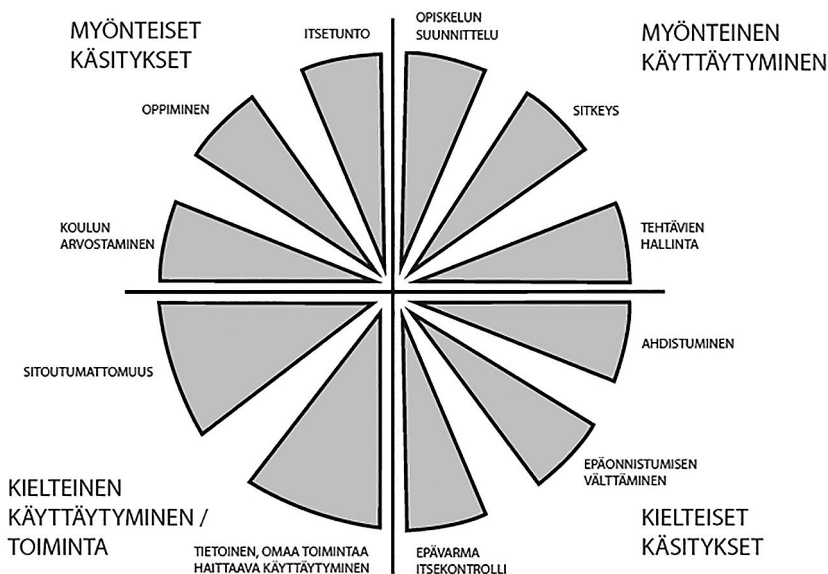 MYÖNTEISET
KÄSITYKSET
ITSETUNTO
OPPIMINEN
KOULUN
ARVOSTAMINEN
OPISKELUN
SUUNNITTELU
MYÖNTEINEN
KÄYTTÄYTYMINEN
SITKEYS
TEHTÄVIEN
HALLINTA
SITOUTUMATTOMUUS
KIELTEINEN
KÄYTTÄYTYMINEN /
TOIMINTA
TIETOINEN, OMAA TOIMINTAA
HAITTAAVA KÄYTTÄYTYMINEN
AHDISTUMINEN
EPÄONNISTUMISEN
VÄLTTÄMINEN
KIELTEISET
KÄSITYKSET
EPÄVARMA
ITSEKONTROLLI